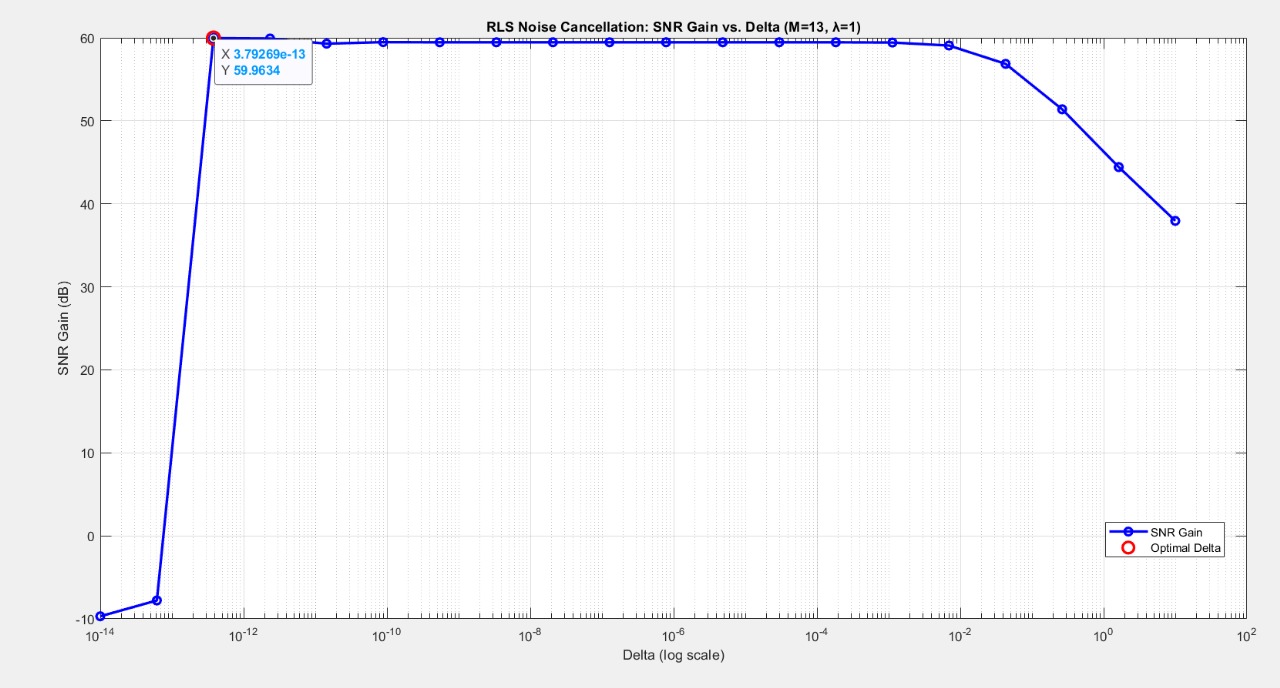 RLS Noise Cancellation: SNR Gain vs. Delta (M=13, λ=1)
60
50
40
30
20
10
0
-10
SNR Gain (dB)
X 3.79269e-13
Y 59.9634
SNR Gain
Optimal Delta
10^-14
10^-12
10^-10
10^-8
10^-6
10^-4
10^-2
10^0
10^2
Delta (log scale)